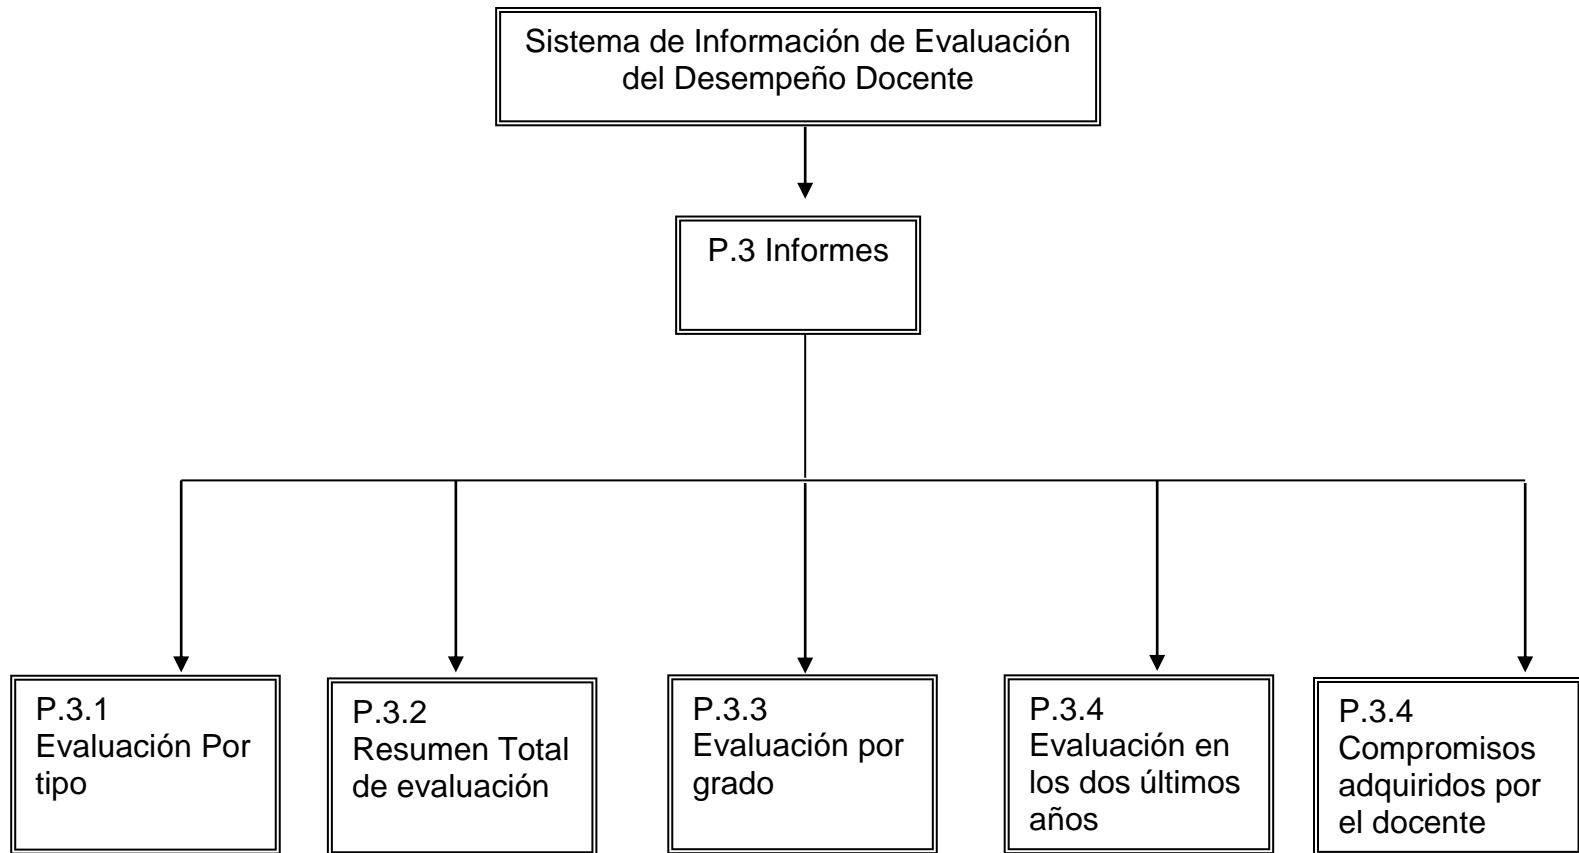 Sistema de Información de Evaluación
del Desempeño Docente
P.3 Informes
P.3.1
Evaluación Por
tipo
P.3.2
Resumen Total
de evaluación
P.3.3
Evaluación por
grado
P.3.4
Evaluación en
los dos últimos
años
P.3.4
Compromisos
adquiridos por
el docente